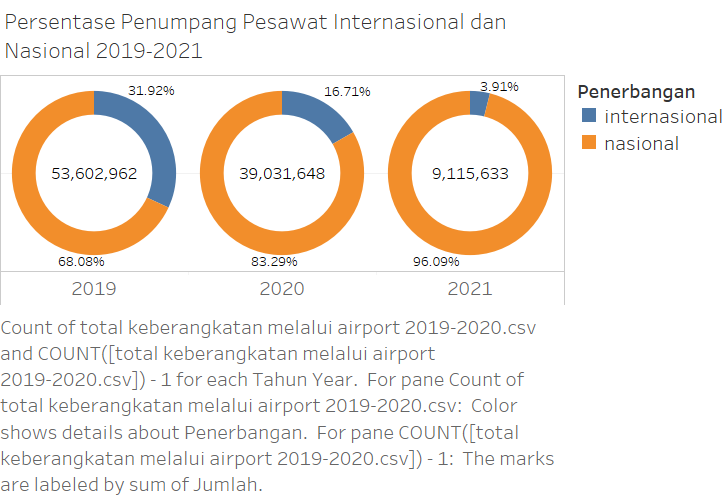 Persentase Penumpang Pesawat Internasional dan
Nasional 2019-2021
Penerbangan
internasional
nasional
31.92%
16.71%
3.91%
53,602,962
39,031,648
9,115,633
68.08%
83.29%
96.09%
2019
2020
2021
Count of total keberangkatan melalui airport 2019-2020.csv
and COUNT([total keberangkatan melalui airport
2019-2020.csv]) - 1 for each Tahun Year.  For pane Count of
total keberangkatan melalui airport 2019-2020.csv:  Color
shows details about Penerbangan.  For pane COUNT([total
keberangkatan melalui airport 2019-2020.csv]) - 1:  The marks
are labeled by sum of Jumlah.